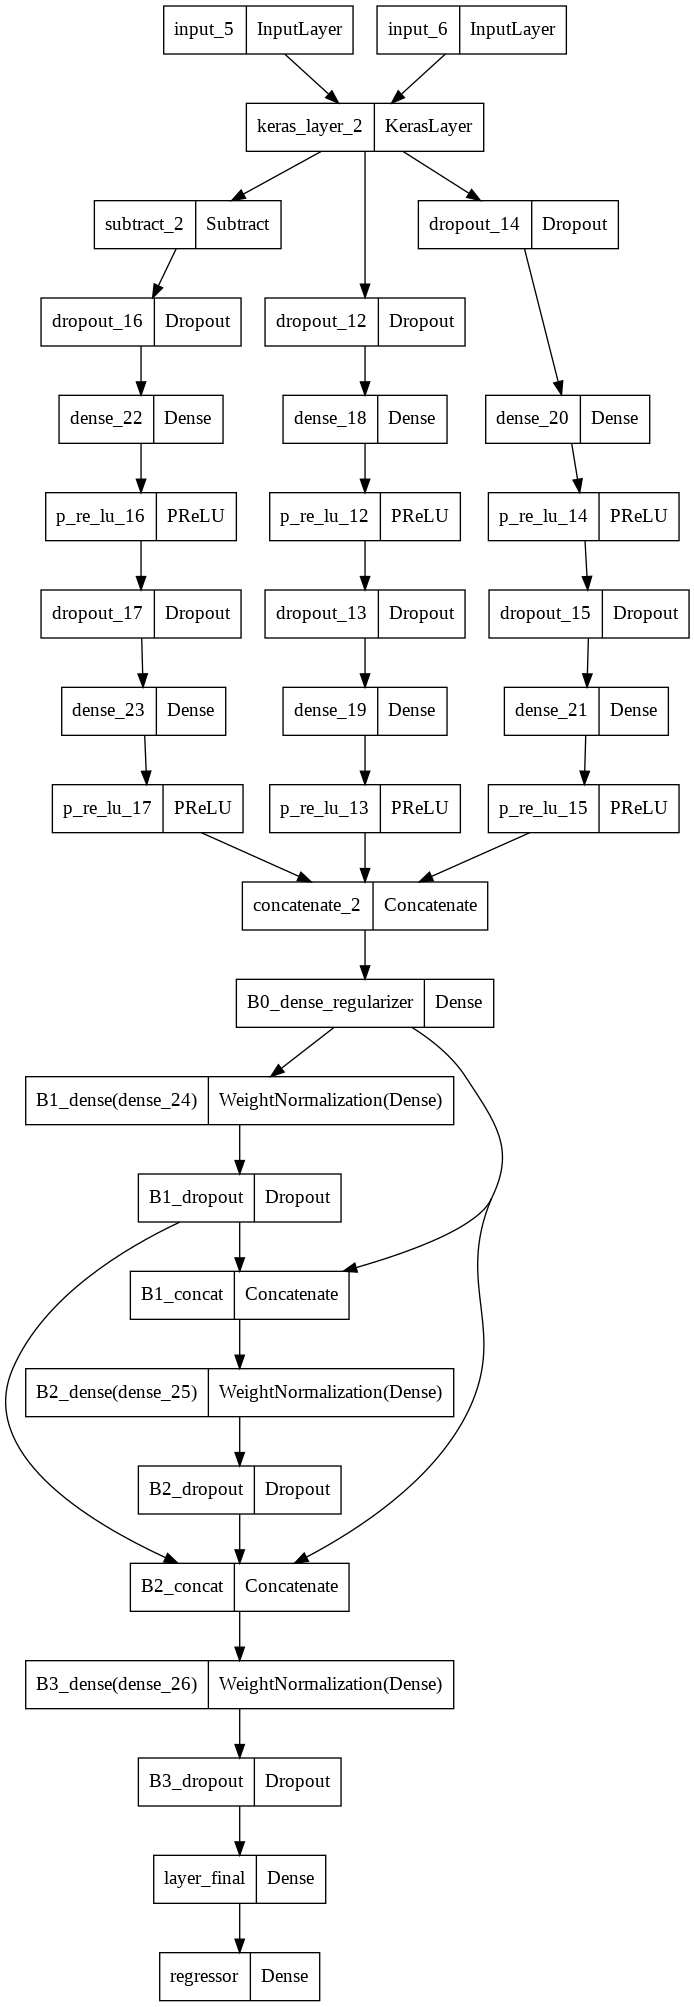 input_5 InputLayer input_6 InputLayer
keras_layer_2 KerasLayer
subtract_2 Subtract dropout_14 Dropout
dropout_16 Dropout dropout_12 Dropout
dense_22 Dense dense_18 Dense dense_20 Dense
p_re_lu_16 PReLU p_re_lu_12 PReLU p_re_lu_14 PReLU
dropout_17 Dropout dropout_13 Dropout dropout_15 Dropout
dense_23 Dense dense_19 Dense dense_21 Dense
p_re_lu_17 PReLU p_re_lu_13 PReLU p_re_lu_15 PReLU
concatenate_2 Concatenate
B0_dense_regularizer Dense
B1_dense(dense_24) WeightNormalization(Dense)
B1_dropout Dropout
B1_concat Concatenate
B2_dense(dense_25) WeightNormalization(Dense)
B2_dropout Dropout
B2_concat Concatenate
B3_dense(dense_26) WeightNormalization(Dense)
B3_dropout Dropout
layer_final Dense
regressor Dense